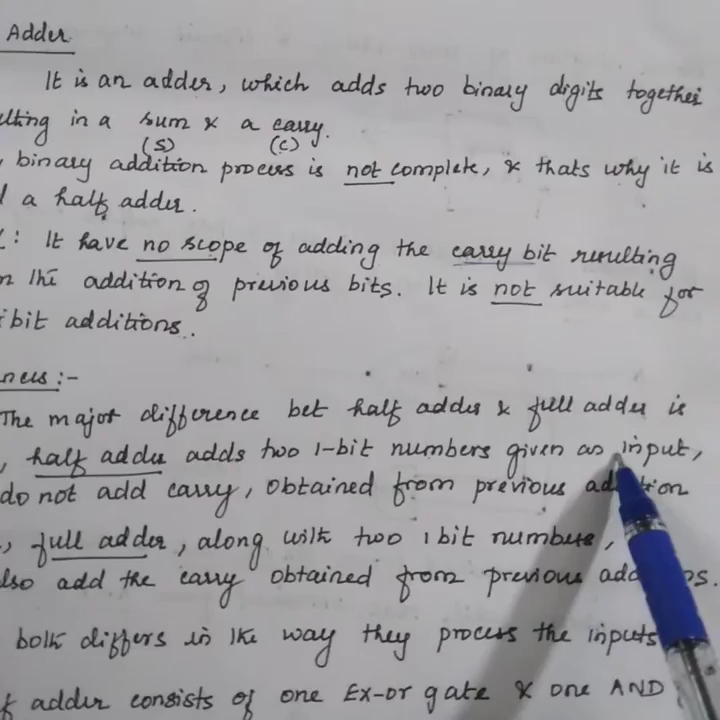 Adder
It is an adder, which adds two binary digits together
lting in a sum & a carry.
(S) (C)
binary addition process is not complete, & thats why it is
a half adder.
: It have no scope of adding the carry bit resulting
the addition of previous bits. It is not suitable for
bit additions.
ness :-
The major difference bet half adder & full adder is
, half adder adds two 1-bit numbers given as input,
do not add carry, obtained from previous addition
, full adder, along with two 1 bit numbers,
lso add the carry obtained from previous
both differs in the way they process the inputs
adder consists of one Ex-or gate & one AND